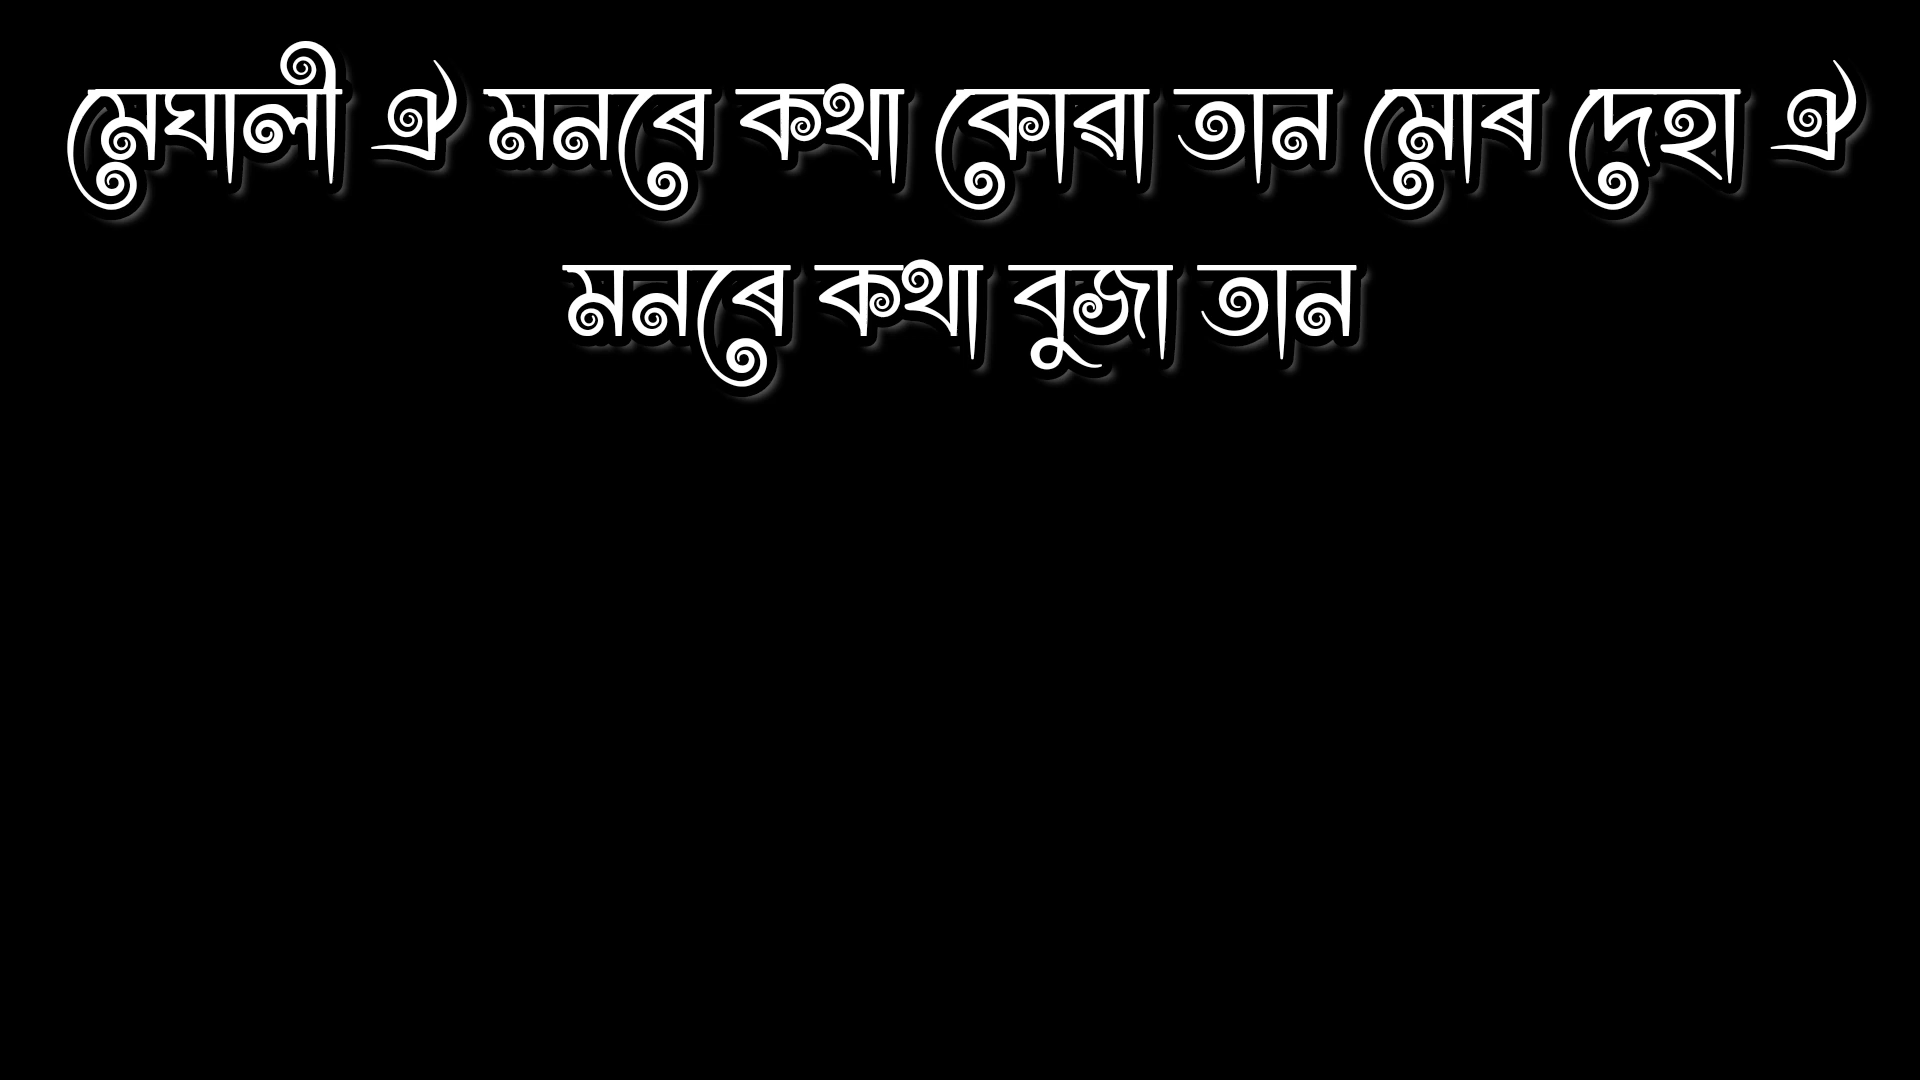 মেঘালী ঐ মনৰে কথা কোৱা তান মোৰ দেহা ঐ
মনৰে কথা বুজা তান